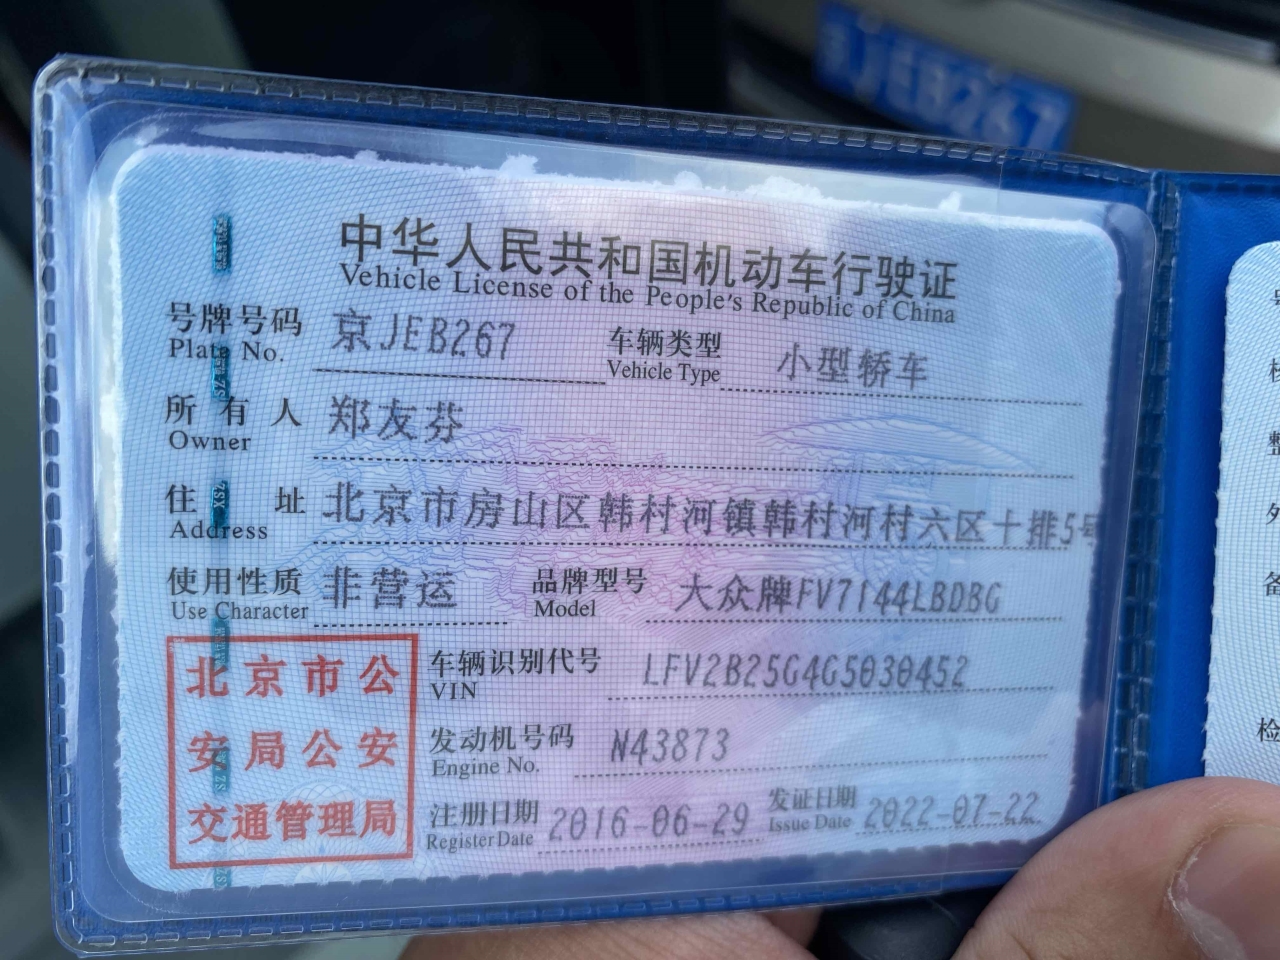 JEB267
中华人民共和国机动车行驶证
Vehicle License of the People's Republic of China
号牌号码 京JEB267 车辆类型 小型轿车
Plate No. Vehicle Type
所有人 郑友芬
Owner
住址 北京市房山区韩村河镇韩村河村六区十排5号
Address
使用性质 非营运 品牌型号 大众牌FV7144LBDBG
Use Character Model
北京市公
安局公安
交通管理局
车辆识别代号 LFV2B25G4G5030452
VIN
发动机号码 N43873
Engine No.
注册日期 2016-06-29 发证日期 2022-07-22
Register Date Issue Date
检